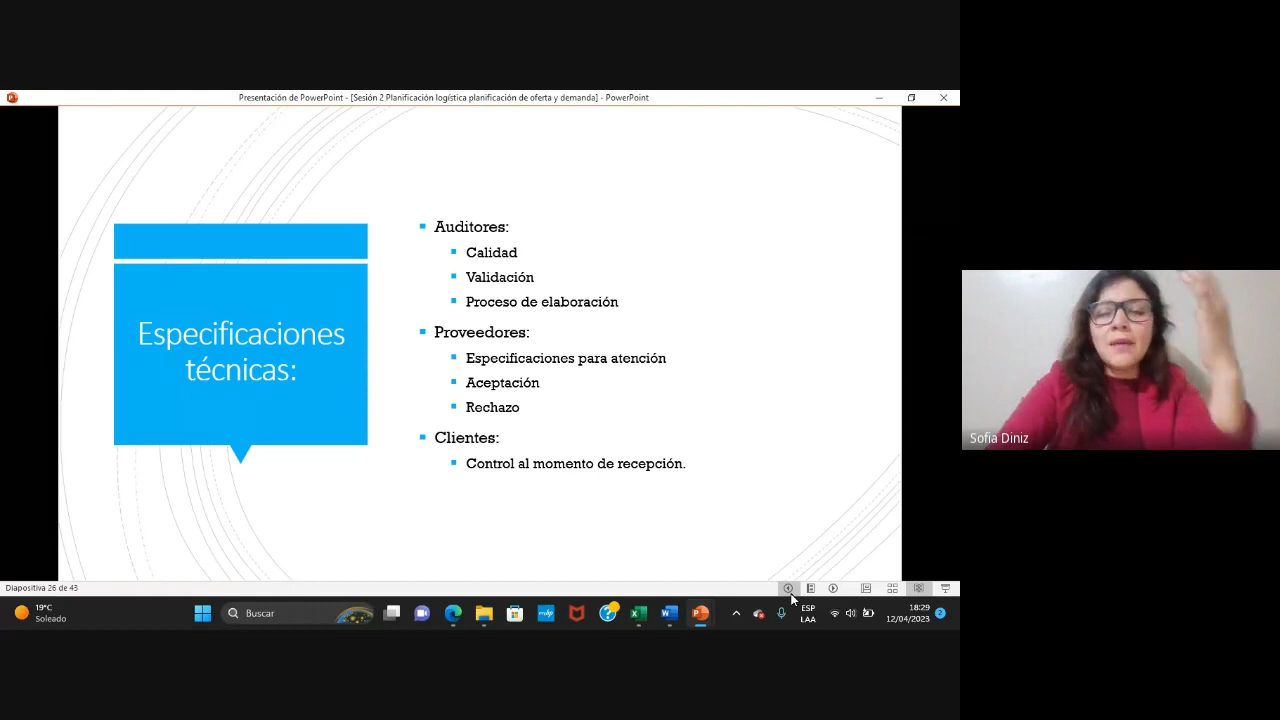 Presentación de PowerPoint - [Sesión 2 Planificación logística planificación de oferta y demanda] - PowerPoint
Especificaciones
técnicas:
Auditores:
Calidad
Validación
Proceso de elaboración
Proveedores:
Especificaciones para atención
Aceptación
Rechazo
Clientes:
Control al momento de recepción.
Sofía Diniz
Diapositiva 26 de 43
19°C
Soleado
Buscar
ESP
LAA
18:29
12/04/2023
2